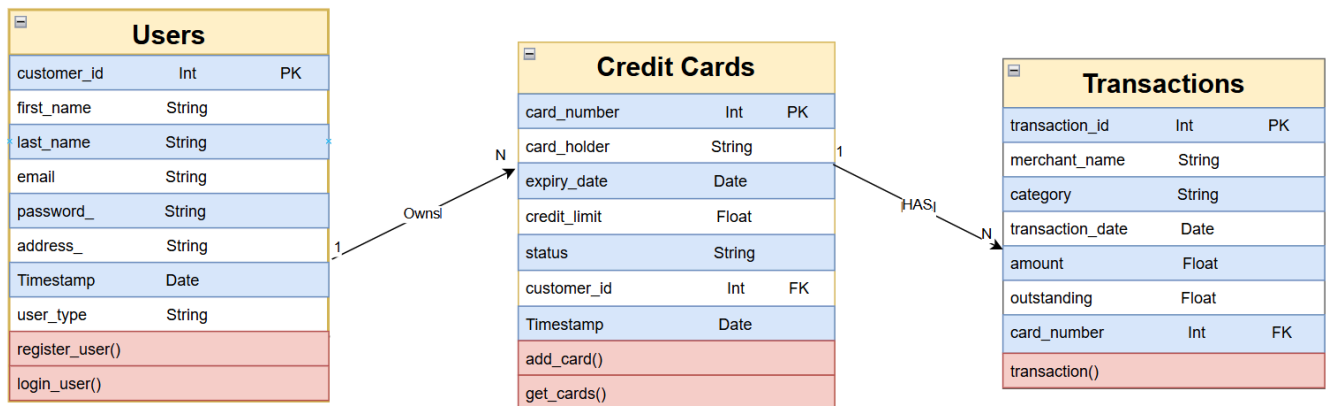 Users
customer_id Int PK
first_name String
last_name String
email String
password_ String
address_ String
Timestamp Date
user_type String
register_user()
login_user()
1
Owns
N
Credit Cards
card_number Int PK
card_holder String
expiry_date Date
credit_limit Float
status String
customer_id Int FK
Timestamp Date
add_card()
get_cards()
1
HAS
N
Transactions
transaction_id Int PK
merchant_name String
category String
transaction_date Date
amount Float
outstanding Float
card_number Int FK
transaction()